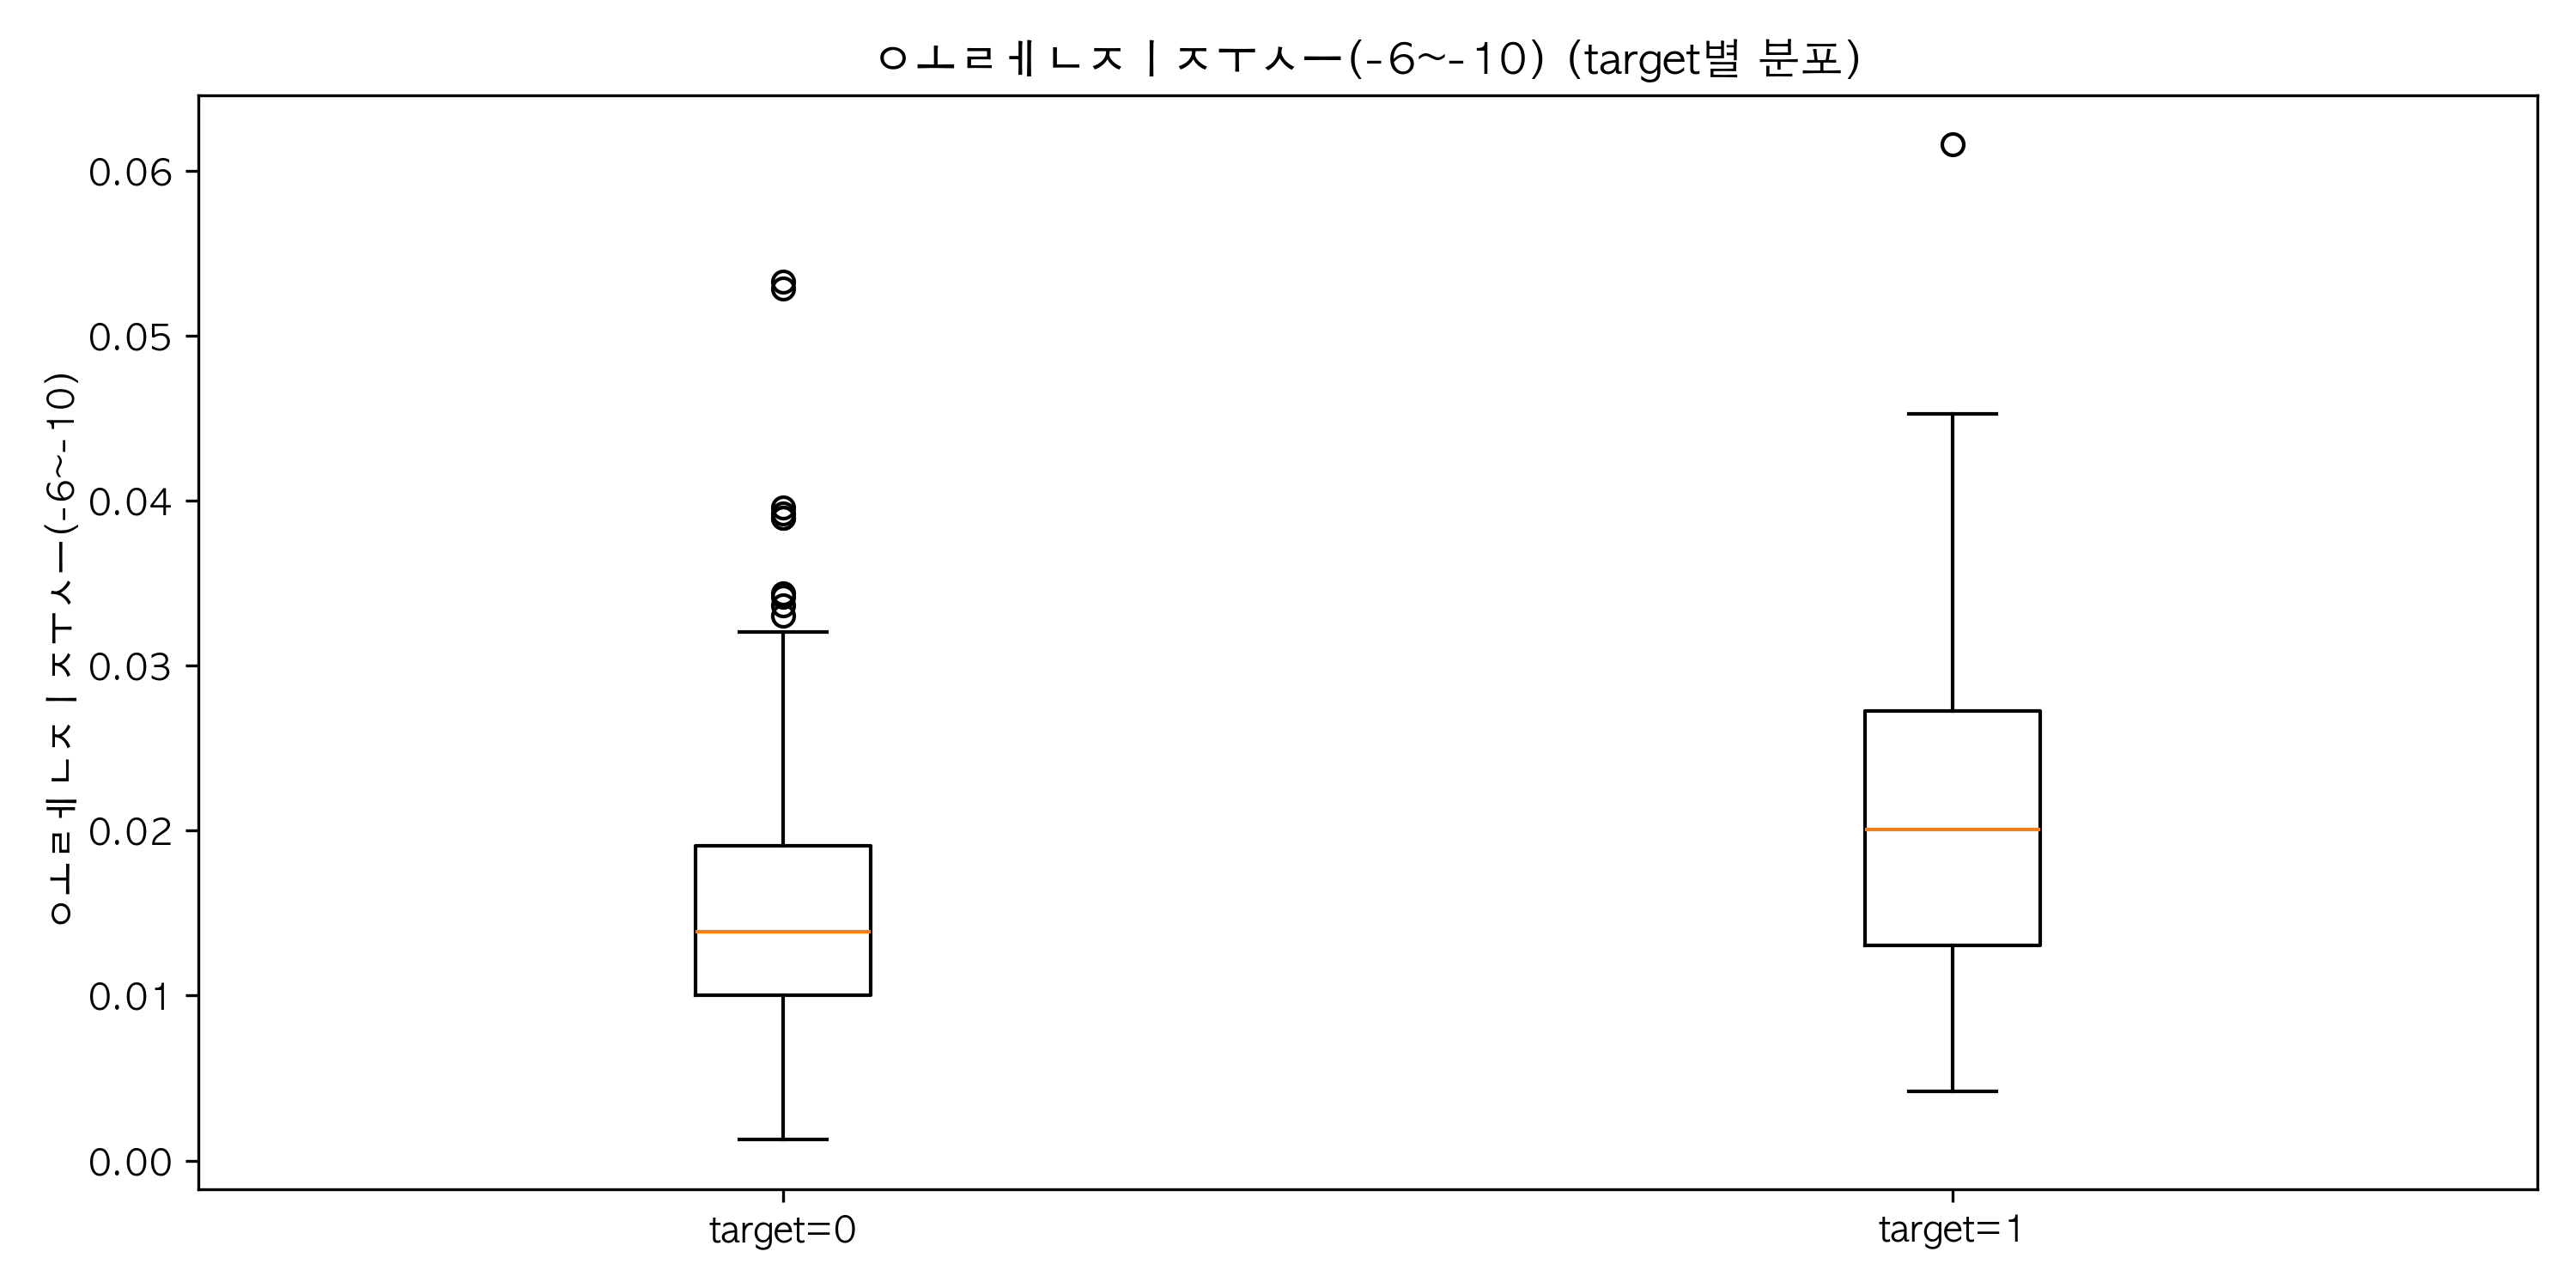 ㅇㅗㄹㅔㄴㅈㅣㅈㅜㅅㅡ(-6~-10) (target별 분포)
ㅇㅗㄹㅔㄴㅈㅣㅈㅜㅅㅡ(-6~-10)
0.06
0.05
0.04
0.03
0.02
0.01
0.00
target=0
target=1